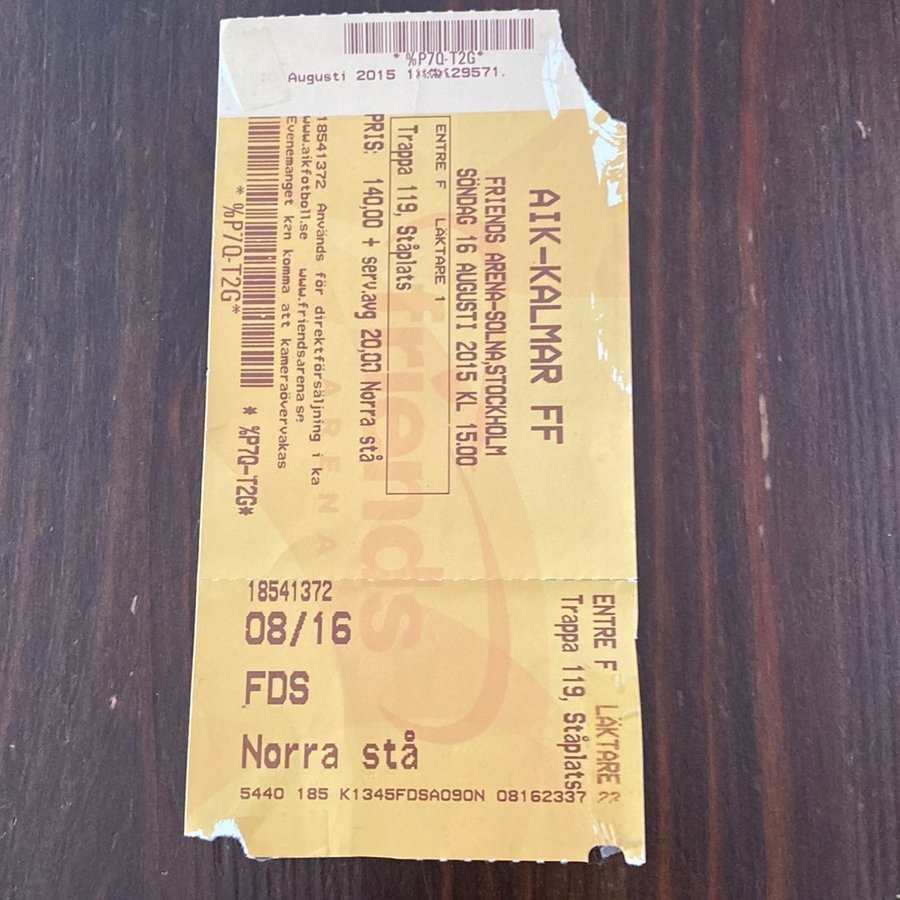 *%P7Q-T2G*
Augusti 2015
AIK-KALMAR FF
FRIENDS ARENA-SOLNA,STOCKHOLM
SÖNDAG 16 AUGUSTI 2015 KL 15.00
ENTRE F LÄKTARE 1
Trappa 119, Ståplats
PRIS: 140,00 + serv.avg 20,00 Norra stå
18541372 Används för direktförsäljning i ka
www.aikfotboll.se www.friendsarena.se
Evenemanget kan komma att kameraövervakas
*%P7Q-T2G*
* %P7Q-T2G*
friends
ARENA
ENTRE F LÄKTARE
Trappa 119, Ståplats
18541372
08/16
FDS
Norra stå
5440 185 K1345FDSA090N 08162337